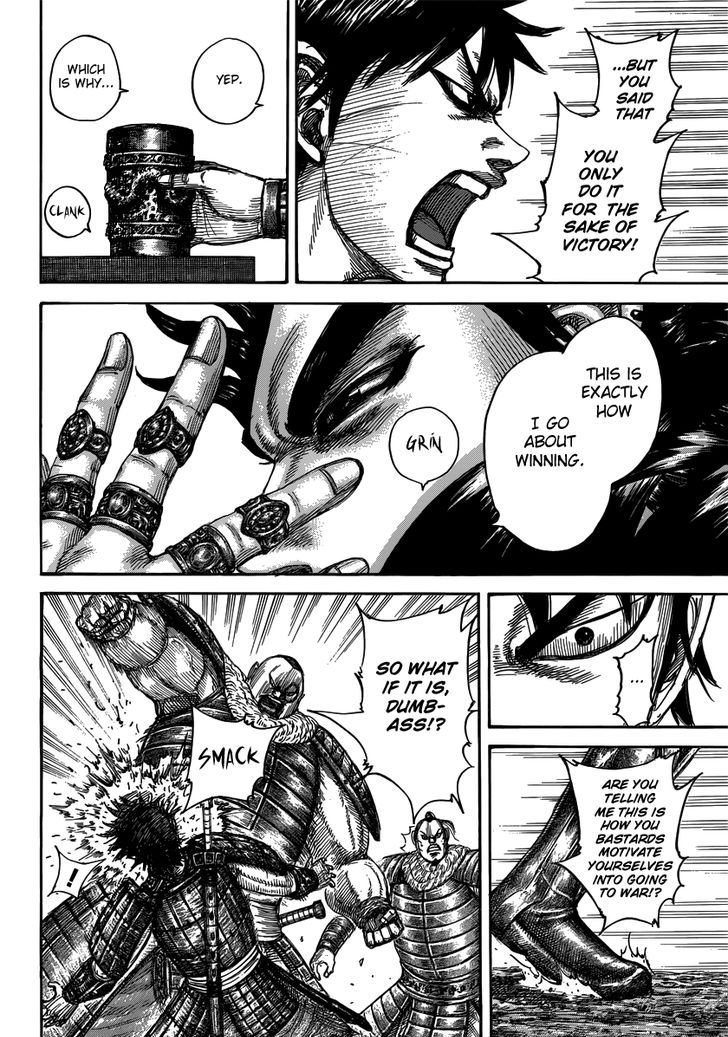 ...BUT
YOU
SAID
THAT
YOU
ONLY
DO IT
FOR THE
SAKE OF
VICTORY!
YEP.
WHICH
IS WHY...
CLANK
THIS IS
EXACTLY
HOW
I GO
ABOUT
WINNING.
GRIN
...
ARE YOU
TELLING
ME THIS IS
HOW YOU
BASTARDS
MOTIVATE
YOURSELVES
INTO GOING
TO WAR!?
SO WHAT
IF IT IS,
DUMB-
ASS!?
SMACK
!